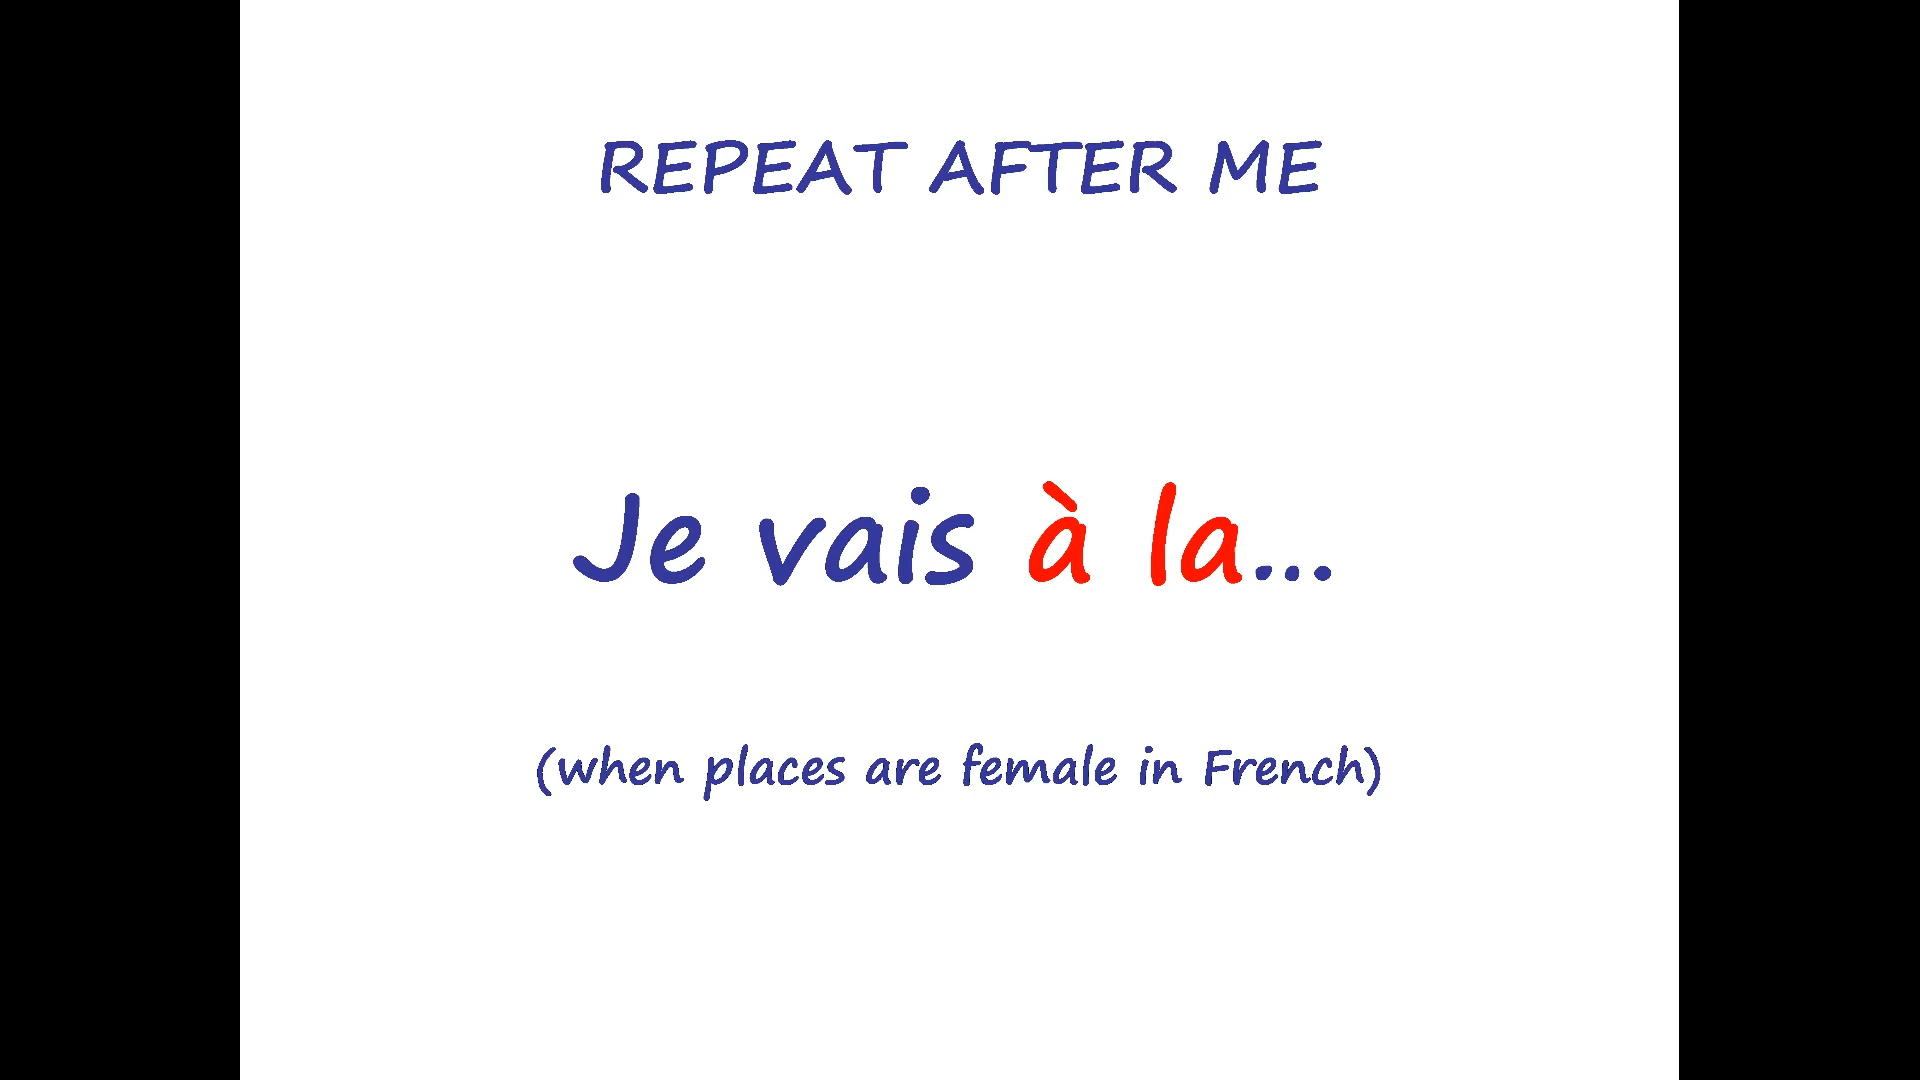 REPEAT AFTER ME
Je vais à la...
(when places are female in French)